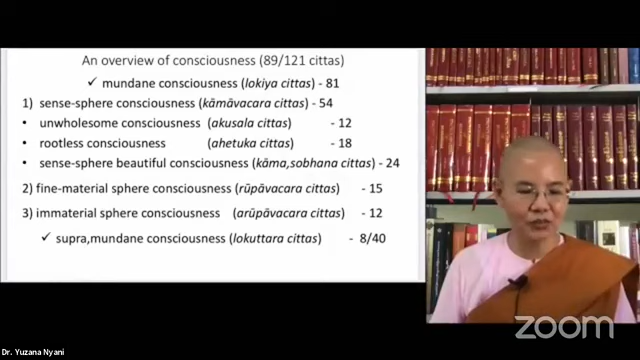 An overview of consciousness (89/121 cittas)
✓ mundane consciousness (lokiya cittas) - 81
1) sense-sphere consciousness (kāmāvacara cittas) - 54
• unwholesome consciousness (akusala cittas) - 12
• rootless consciousness (ahetuka cittas) - 18
• sense-sphere beautiful consciousness (kāma,sobhana cittas) - 24
2) fine-material sphere consciousness (rūpāvacara cittas) - 15
3) immaterial sphere consciousness (arūpāvacara cittas) - 12
✓ supra,mundane consciousness (lokuttara cittas) - 8/40
zoom
Dr. Yuzana Nyani